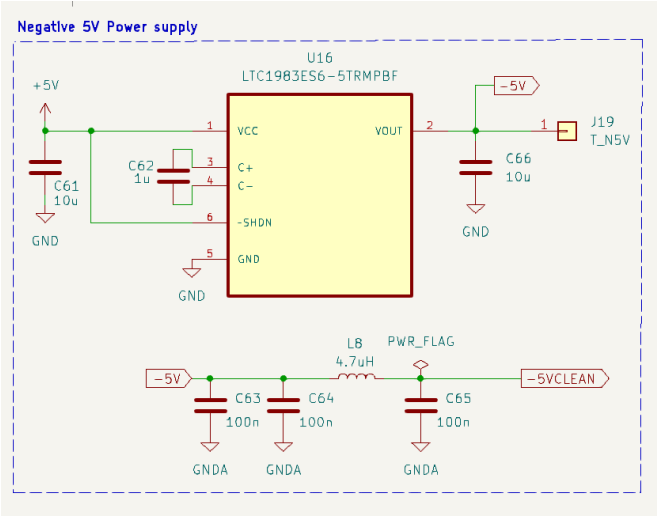 Negative 5V Power supply
U16
LTC1983ES6-5TRMPBF
+5V
-5V
1
VCC
VOUT
2
1
J19
T_N5V
C61
10u
C62
1u
3
C+
4
C-
C66
10u
6
-SHDN
GND
GND
5
GND
GND
L8
4.7uH
PWR_FLAG
-5V
-5VCLEAN
C63
100n
C64
100n
C65
100n
GNDA
GNDA
GNDA